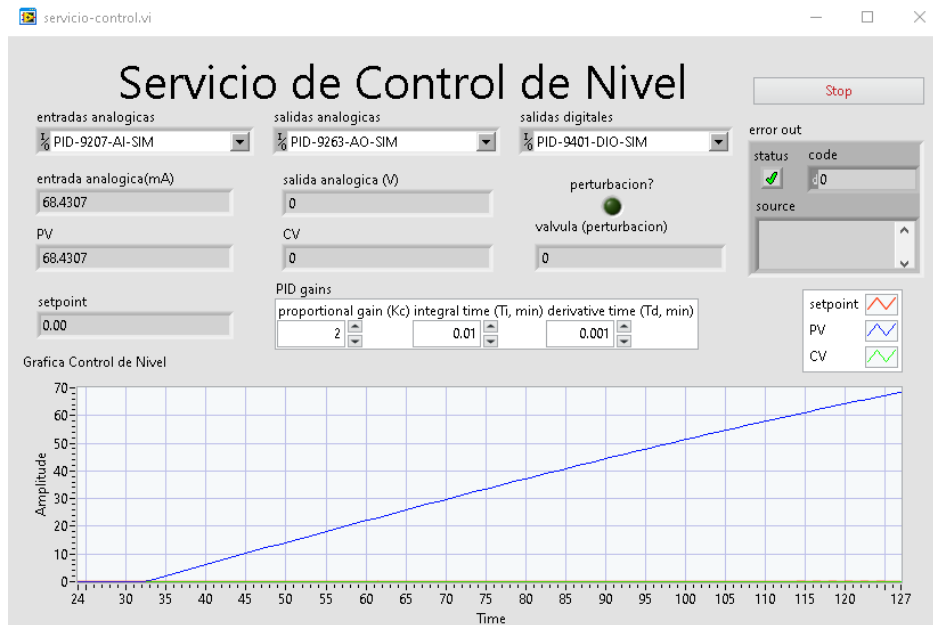 servicio-control.vi
Servicio de Control de Nivel
Stop
entradas analogicas
salidas analogicas
salidas digitales
PID-9207-AI-SIM
PID-9263-AO-SIM
PID-9401-DIO-SIM
error out
status code
0
source
entrada analogica(mA)
68.4307
salida analogica (V)
0
perturbacion?
PV
68.4307
CV
0
valvula (perturbacion)
0
setpoint
0.00
PID gains
proportional gain (Kc) integral time (Ti, min) derivative time (Td, min)
2 0.01 0.001
setpoint
PV
CV
Grafica Control de Nivel
Amplitude
70
60
50
40
30
20
10
0
24 30 35 40 45 50 55 60 65 70 75 80 85 90 95 100 105 110 115 120 127
Time